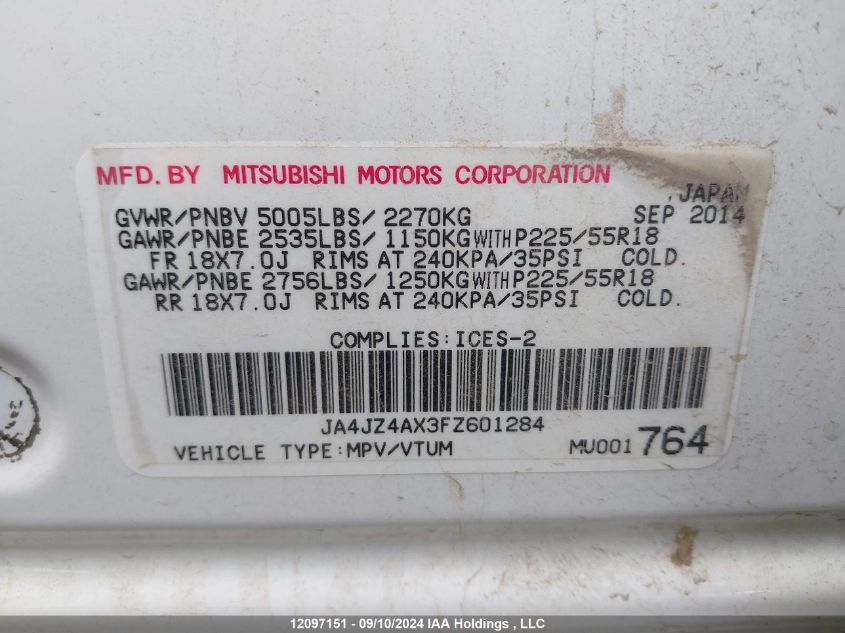 MFD. BY MITSUBISHI MOTORS CORPORATION
, JAPAN
GVWR/PNBV 5005LBS/ 2270KG SEP 2014
GAWR/PNBE 2535LBS/ 1150KG WITH P225/55R18
FR 18X7.0J RIMS AT 240KPA/35PSI COLD.
GAWR/PNBE 2756LBS/ 1250KG WITH P225/55R18
RR 18X7.0J RIMS AT 240KPA/35PSI COLD.
COMPLIES:ICES-2
JA4JZ4AX3FZ601284
VEHICLE TYPE:MPV/VTUM MU001 764
12097151 - 09/10/2024 IAA Holdings , LLC